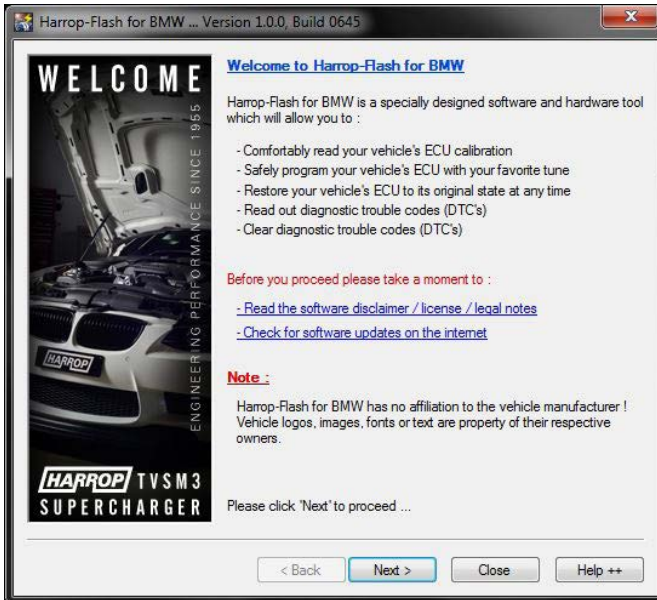 Harrop-Flash for BMW ... Version 1.0.0, Build 0645
WELCOME
ENGINEERING PERFORMANCE SINCE 1955
HARROP
HARROP TVSM3
SUPERCHARGER
Welcome to Harrop-Flash for BMW
Harrop-Flash for BMW is a specially designed software and hardware tool
which will allow you to :
- Comfortably read your vehicle's ECU calibration
- Safely program your vehicle's ECU with your favorite tune
- Restore your vehicle's ECU to its original state at any time
- Read out diagnostic trouble codes (DTC's)
- Clear diagnostic trouble codes (DTC's)
Before you proceed please take a moment to :
- Read the software disclaimer / license / legal notes
- Check for software updates on the internet
Note :
Harrop-Flash for BMW has no affiliation to the vehicle manufacturer !
Vehicle logos, images, fonts or text are property of their respective
owners.
Please click 'Next' to proceed ...
< Back
Next >
Close
Help ++